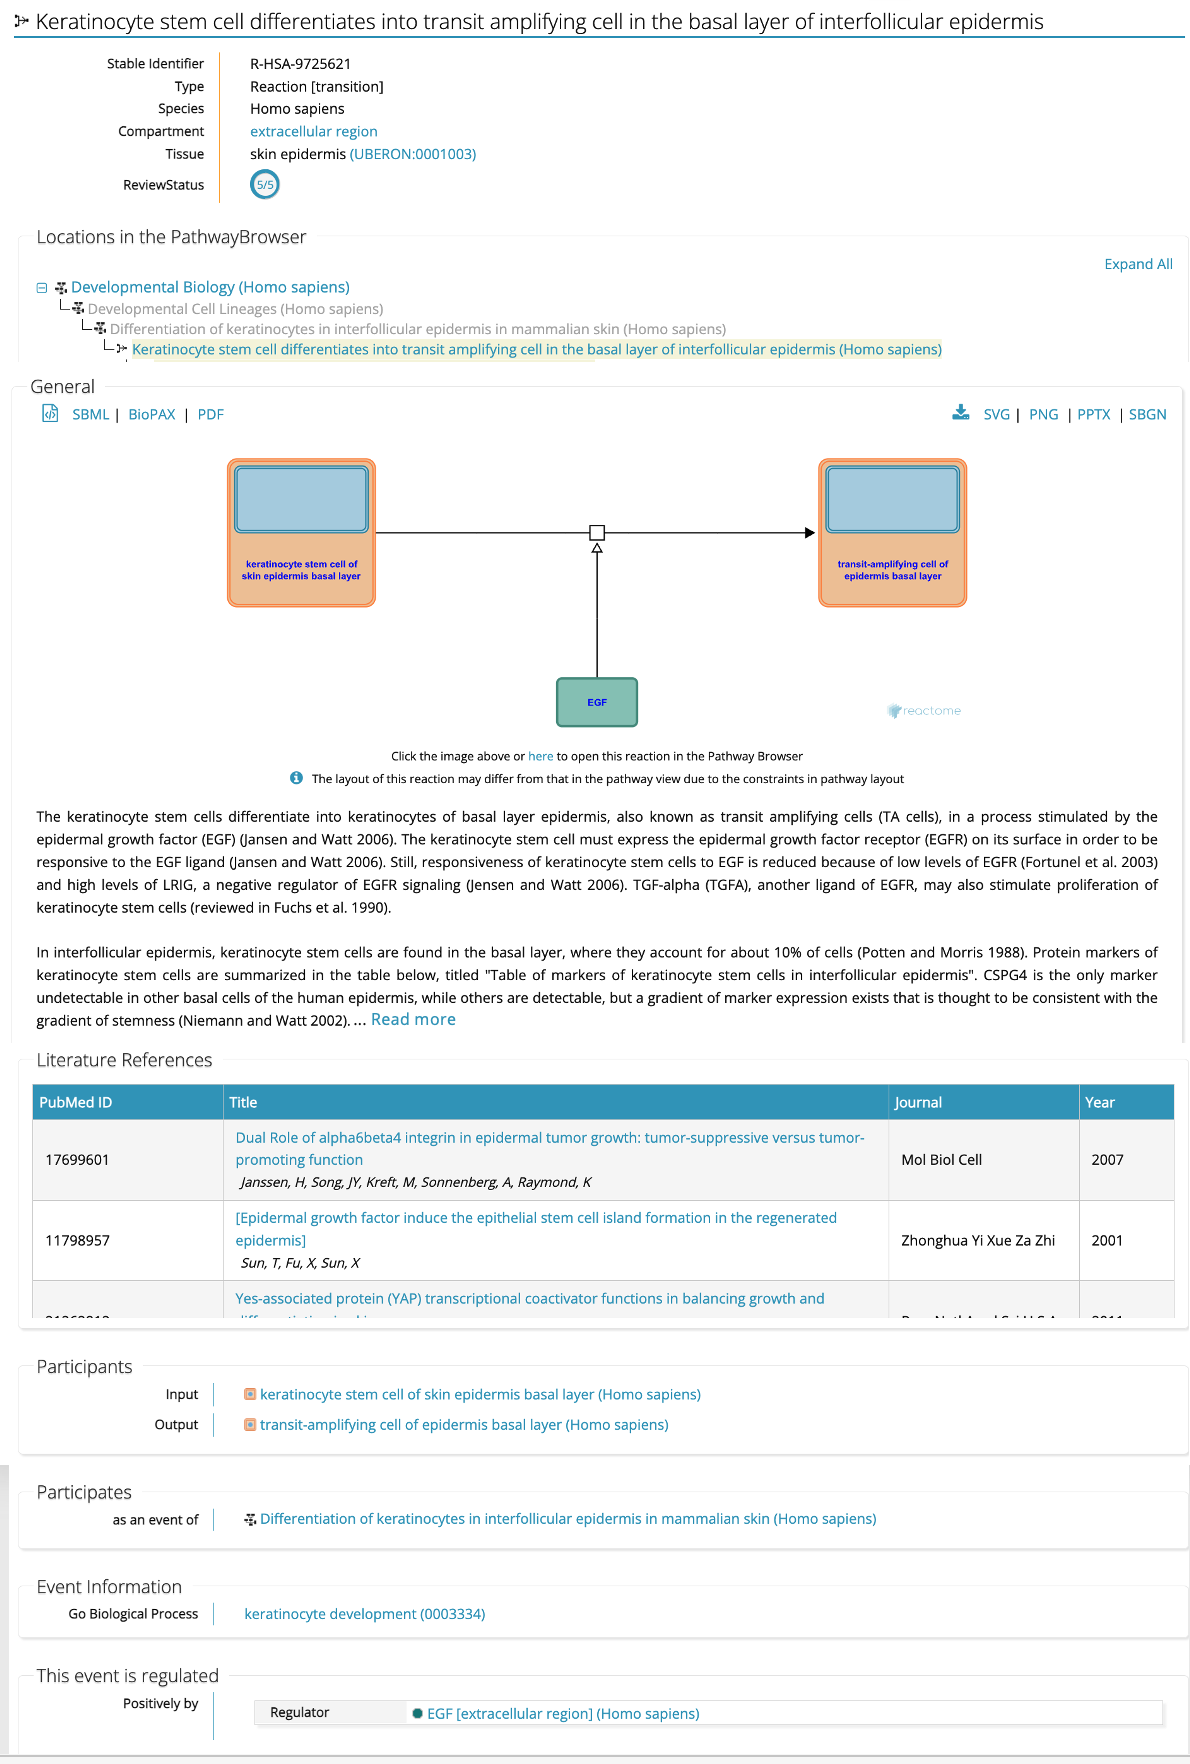 Keratinocyte stem cell differentiates into transit amplifying cell in the basal layer of interfollicular epidermis
Stable Identifier R-HSA-9725621
Type Reaction [transition]
Species Homo sapiens
Compartment extracellular region
Tissue skin epidermis (UBERON:0001003)
ReviewStatus 5/5
Locations in the PathwayBrowser
Expand All
Developmental Biology (Homo sapiens)
Developmental Cell Lineages (Homo sapiens)
Differentiation of keratinocytes in interfollicular epidermis in mammalian skin (Homo sapiens)
Keratinocyte stem cell differentiates into transit amplifying cell in the basal layer of interfollicular epidermis (Homo sapiens)
General
SBML | BioPAX | PDF SVG | PNG | PPTX | SBGN
keratinocyte stem cell of
skin epidermis basal layer
transit-amplifying cell of
epidermis basal layer
EGF
reactome
Click the image above or here to open this reaction in the Pathway Browser
The layout of this reaction may differ from that in the pathway view due to the constraints in pathway layout
The keratinocyte stem cells differentiate into keratinocytes of basal layer epidermis, also known as transit amplifying cells (TA cells), in a process stimulated by the
epidermal growth factor (EGF) (Jansen and Watt 2006). The keratinocyte stem cell must express the epidermal growth factor receptor (EGFR) on its surface in order to be
responsive to the EGF ligand (Jansen and Watt 2006). Still, responsiveness of keratinocyte stem cells to EGF is reduced because of low levels of EGFR (Fortunel et al. 2003)
and high levels of LRIG, a negative regulator of EGFR signaling (Jensen and Watt 2006). TGF-alpha (TGFA), another ligand of EGFR, may also stimulate proliferation of
keratinocyte stem cells (reviewed in Fuchs et al. 1990).
In interfollicular epidermis, keratinocyte stem cells are found in the basal layer, where they account for about 10% of cells (Potten and Morris 1988). Protein markers of
keratinocyte stem cells are summarized in the table below, titled "Table of markers of keratinocyte stem cells in interfollicular epidermis". CSPG4 is the only marker
undetectable in other basal cells of the human epidermis, while others are detectable, but a gradient of marker expression exists that is thought to be consistent with the
gradient of stemness (Niemann and Watt 2002). ... Read more
Literature References
PubMed ID Title Journal Year
Dual Role of alpha6beta4 integrin in epidermal tumor growth: tumor-suppressive versus tumor-
17699601 promoting function Mol Biol Cell 2007
Janssen, H, Song, JY, Kreft, M, Sonnenberg, A, Raymond, K
[Epidermal growth factor induce the epithelial stem cell island formation in the regenerated
11798957 epidermis] Zhonghua Yi Xue Za Zhi 2001
Sun, T, Fu, X, Sun, X
Yes-associated protein (YAP) transcriptional coactivator functions in balancing growth and
Participants
Input keratinocyte stem cell of skin epidermis basal layer (Homo sapiens)
Output transit-amplifying cell of epidermis basal layer (Homo sapiens)
Participates
as an event of Differentiation of keratinocytes in interfollicular epidermis in mammalian skin (Homo sapiens)
Event Information
Go Biological Process keratinocyte development (0003334)
This event is regulated
Positively by
Regulator EGF [extracellular region] (Homo sapiens)